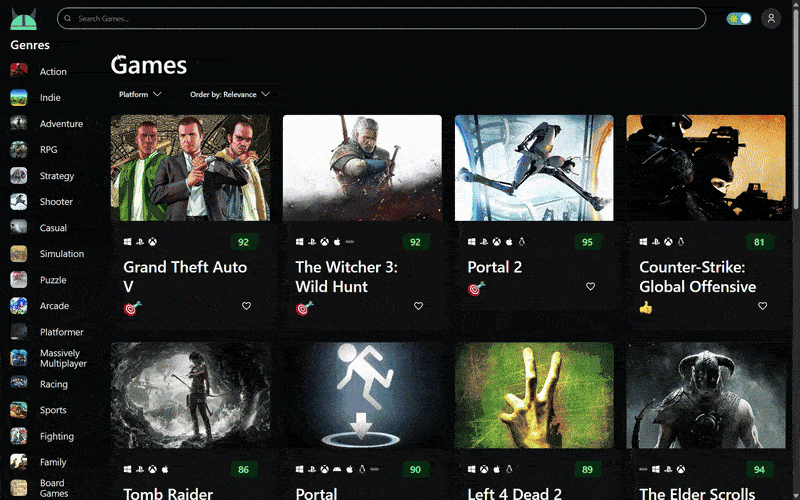 Search Games...
Genres
Action
Indie
Adventure
RPG
Strategy
Shooter
Casual
Simulation
Puzzle
Arcade
Platformer
Massively
Multiplayer
Racing
Sports
Fighting
Family
Board
Games
Games
Platform
Order by: Relevance
92
Grand Theft Auto
V
92
The Witcher 3:
Wild Hunt
95
Portal 2
81
Counter-Strike:
Global Offensive
86
Tomb Raider
90
Portal
89
Left 4 Dead 2
94
The Elder Scrolls